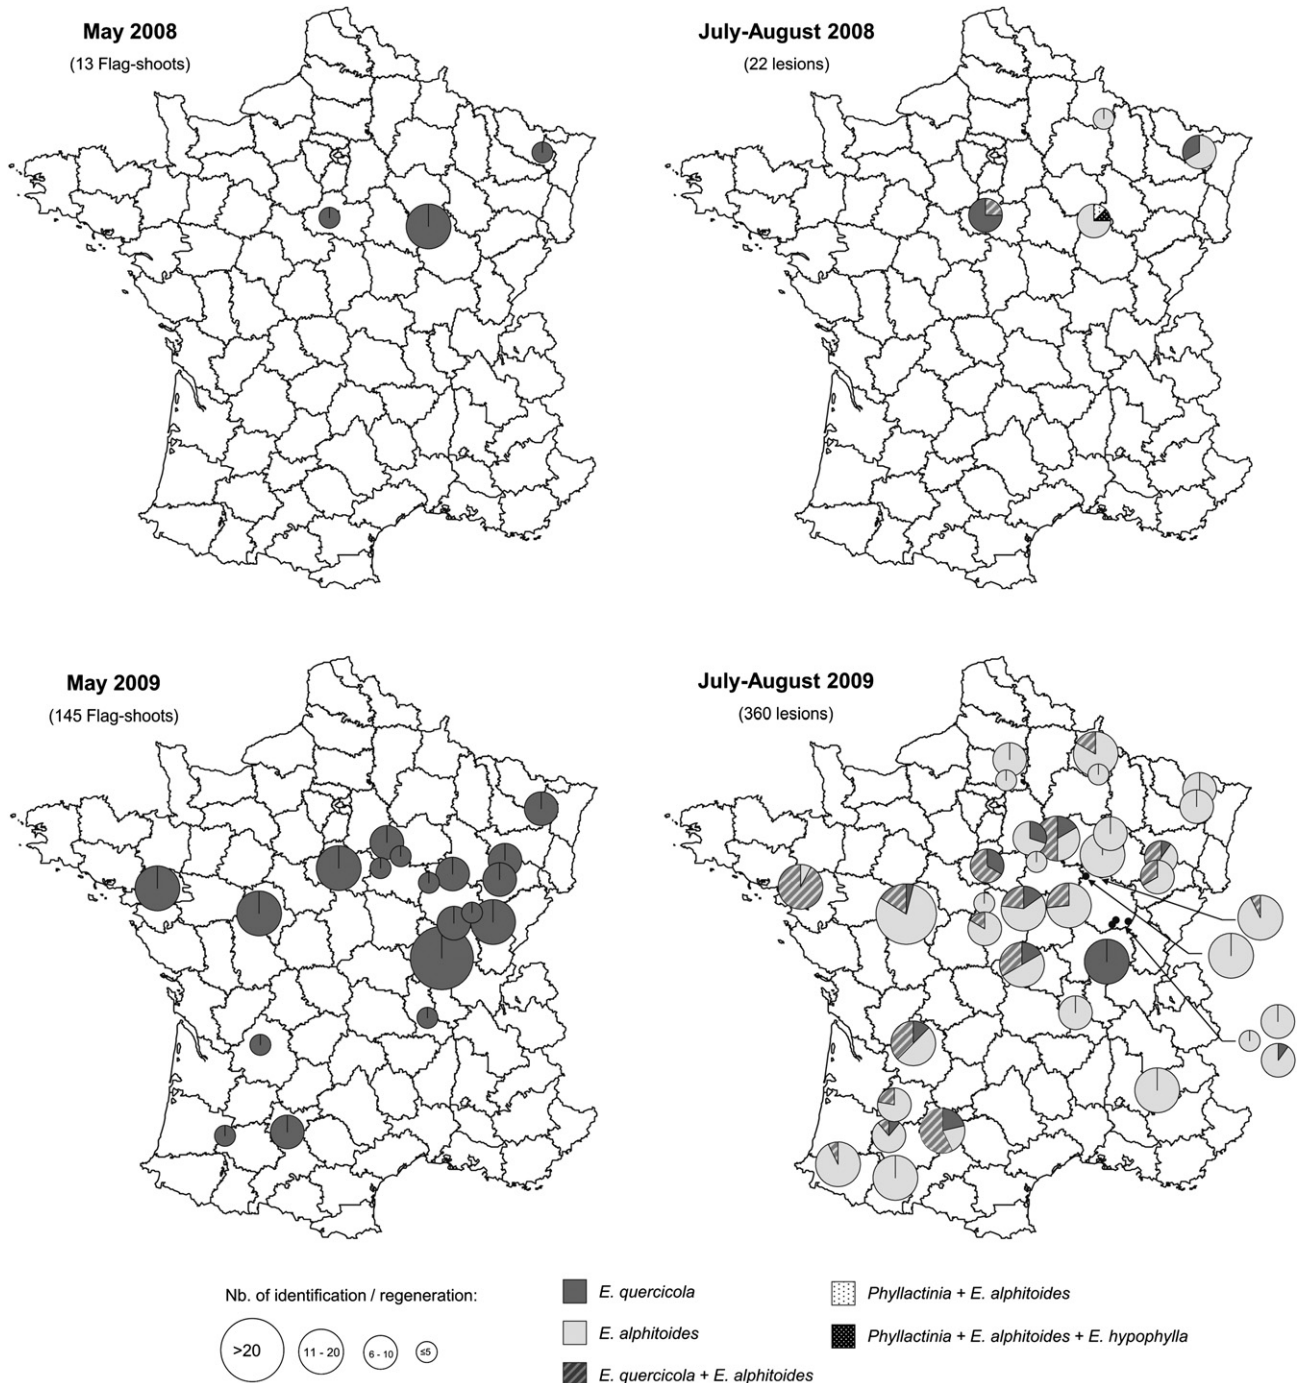 May 2008
(13 Flag-shoots)
July-August 2008
(22 lesions)
May 2009
(145 Flag-shoots)
July-August 2009
(360 lesions)
Nb. of identification / regeneration:
>20
11 - 20
6 - 10
≤5
E. quercicola
E. alphitoides
E. quercicola + E. alphitoides
Phyllactinia + E. alphitoides
Phyllactinia + E. alphitoides + E. hypophylla